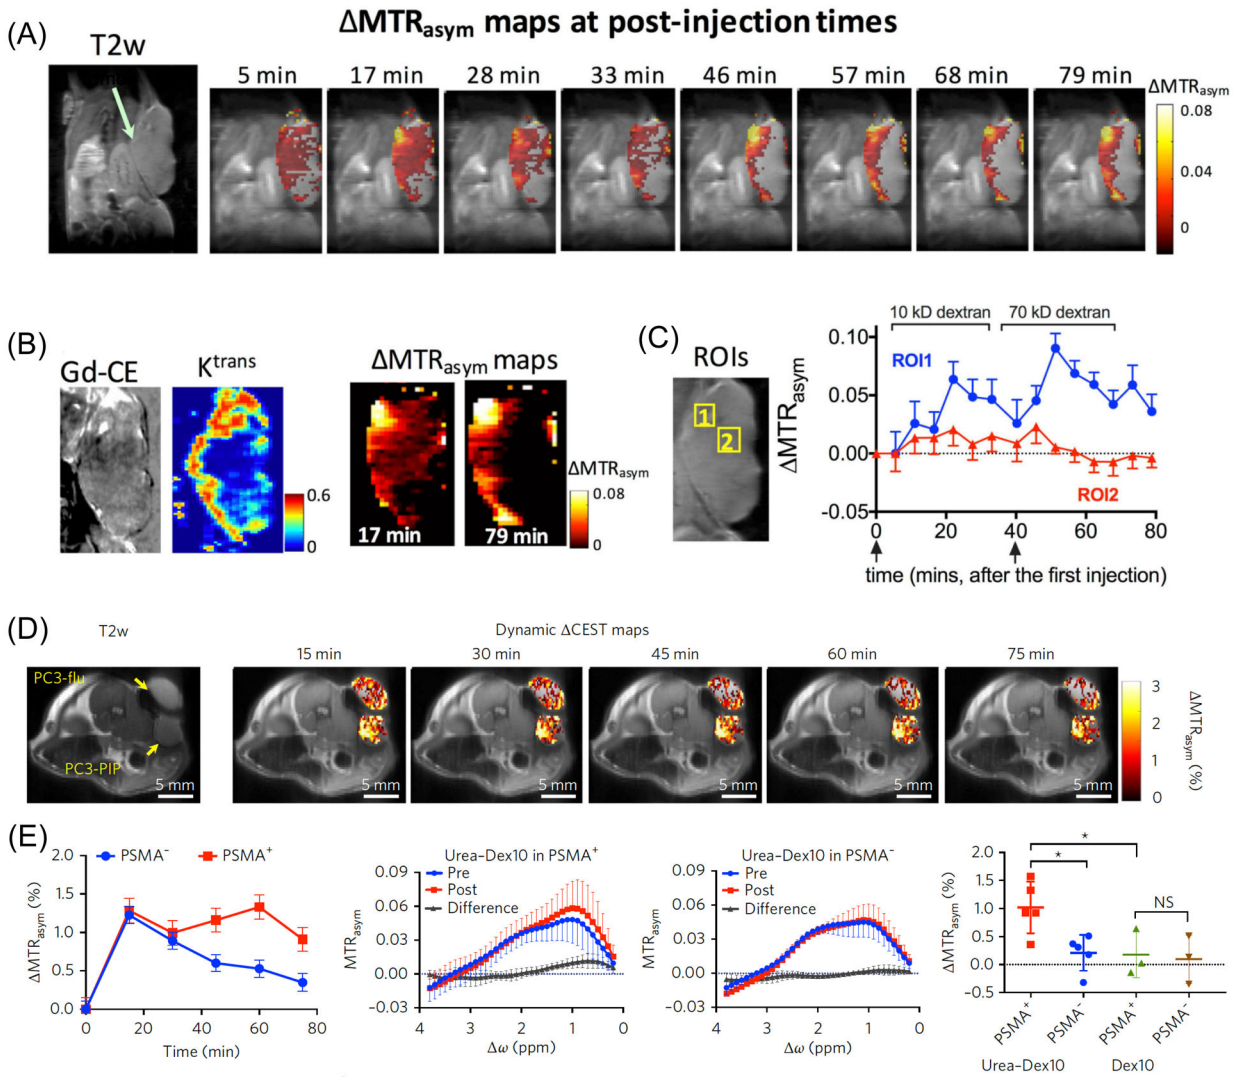 (A)
ΔMTRasym maps at post-injection times
T2w
5 min 17 min 28 min 33 min 46 min 57 min 68 min 79 min
ΔMTRasym
0.08
0.04
0
(B)
Gd-CE
Ktrans
0.6
0
ΔMTRasym maps
17 min
79 min
ΔMTRasym
0.08
0
(C)
ROIs
1
2
10 kD dextran 70 kD dextran
ROI1
ROI2
ΔMTRasym
0.10
0.05
0.00
-0.05
0 20 40 60 80
time (mins, after the first injection)
(D)
T2w
PC3-flu
PC3-PIP
5 mm
Dynamic ΔCEST maps
15 min 30 min 45 min 60 min 75 min
5 mm 5 mm 5 mm 5 mm 5 mm
3
2
1
0
ΔMTRasym (%)
(E)
PSMA− PSMA+
ΔMTRasym (%)
2.0
1.5
1.0
0.5
0.0
0 20 40 60 80
Time (min)
Urea–Dex10 in PSMA+
Pre
Post
Difference
MTRasym
0.09
0.06
0.03
0.00
−0.03
4 3 2 1 0
Δω (ppm)
Urea–Dex10 in PSMA−
Pre
Post
Difference
MTRasym
0.09
0.06
0.03
0.00
−0.03
4 3 2 1 0
Δω (ppm)
*
*
NS
ΔMTRasym (%)
2.0
1.5
1.0
0.5
0.0
−0.5
PSMA+ PSMA− PSMA+ PSMA−
Urea–Dex10 Dex10